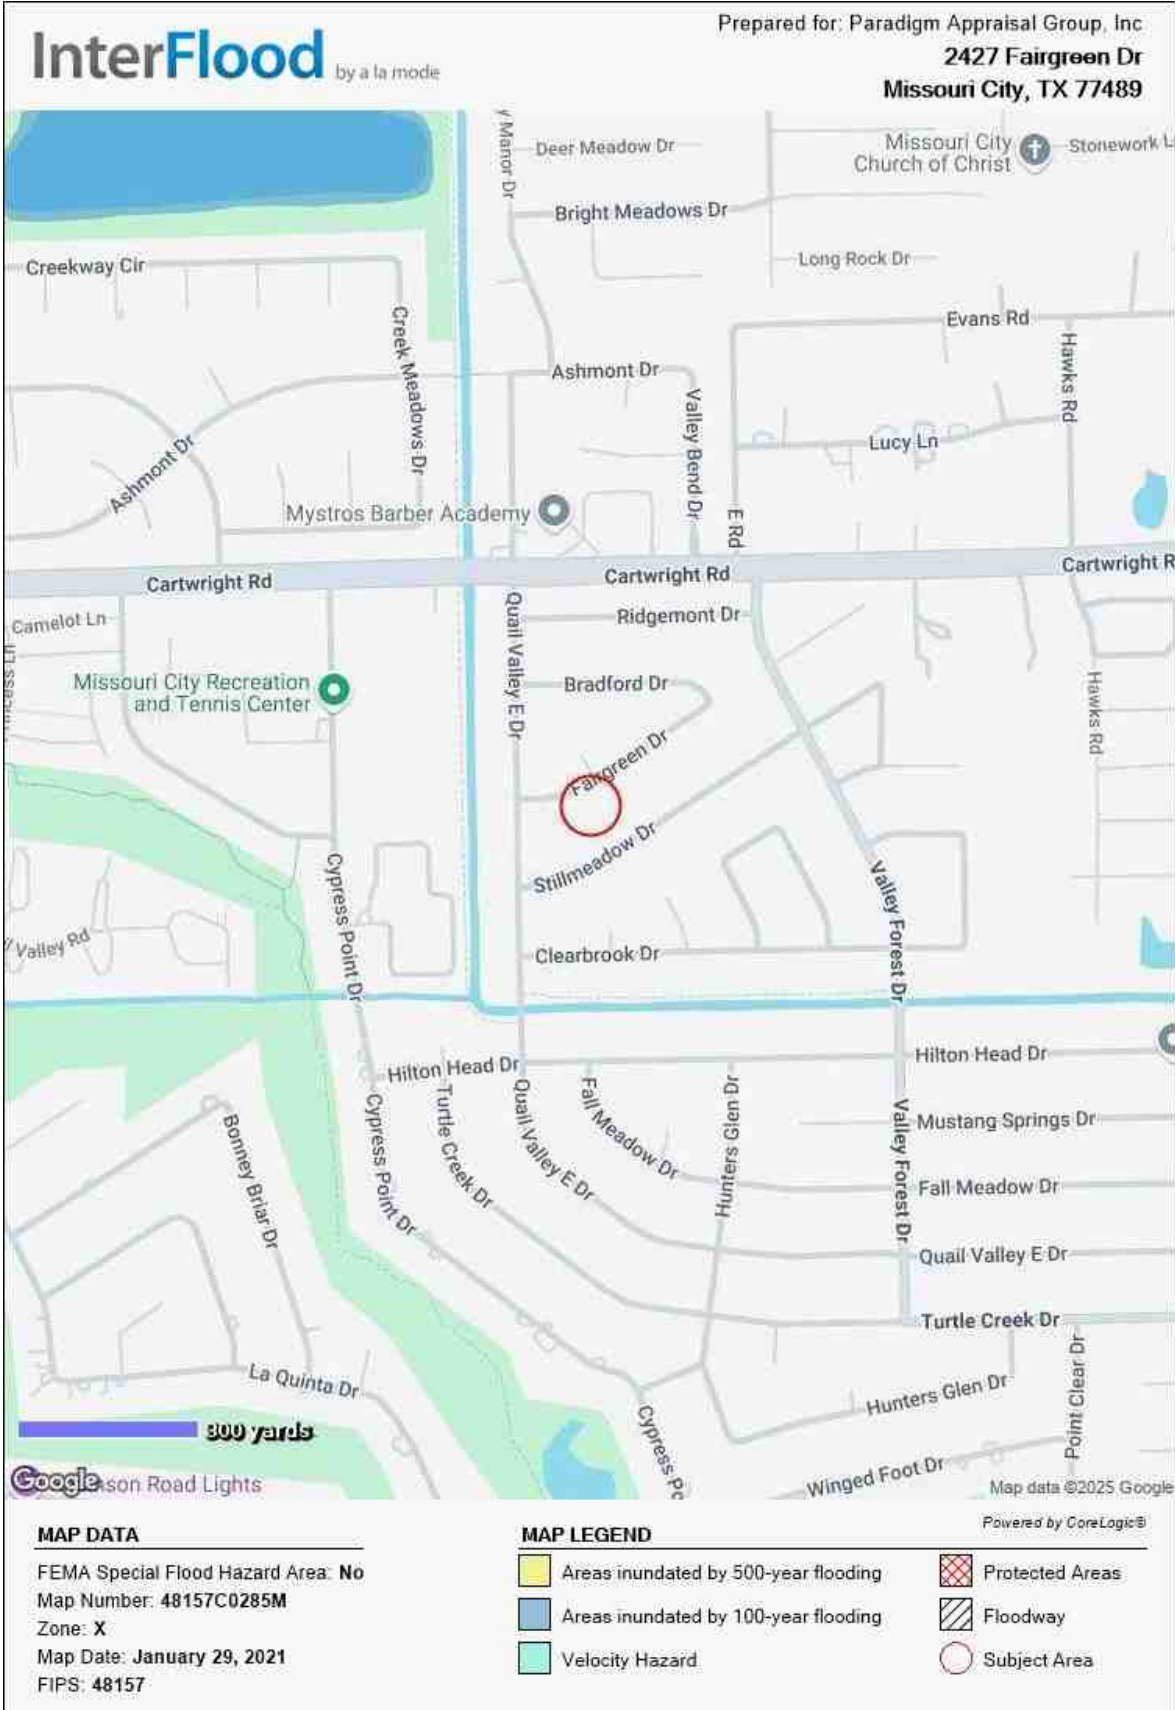 InterFlood by a la mode
Prepared for: Paradigm Appraisal Group, Inc
2427 Fairgreen Dr
Missouri City, TX 77489
y Manor Dr
Deer Meadow Dr
Missouri City
Church of Christ
Stonework L
Bright Meadows Dr
Creekway Cir
Long Rock Dr
Creek Meadows Dr
Evans Rd
Hawks Rd
Ashmont Dr
Valley Bend Dr
Ashmont Dr
Lucy Ln
Mystros Barber Academy
E Rd
Cartwright Rd
Cartwright Rd
Cartwright R
Camelot Ln
Quail Valley E Dr
Ridgemont Dr
Missouri City Recreation
and Tennis Center
Bradford Dr
Hawks Rd
Fairgreen Dr
Stillmeadow Dr
Cypress Point Dr
Valley Forest Dr
Valley Rd
Clearbrook Dr
Hilton Head Dr
Hilton Head Dr
Bonney Briar Dr
Cypress Point Dr
Turtle Creek Dr
Quail Valley E Dr
Fall Meadow Dr
Hunters Glen Dr
Valley Forest Dr
Mustang Springs Dr
Fall Meadow Dr
Quail Valley E Dr
Turtle Creek Dr
La Quinta Dr
Hunters Glen Dr
Point Clear Dr
Cypress Po
Winged Foot Dr
300 yards
Google
nson Road Lights
Map data ©2025 Google
Powered by CoreLogic®
MAP DATA
FEMA Special Flood Hazard Area: No
Map Number: 48157C0285M
Zone: X
Map Date: January 29, 2021
FIPS: 48157
MAP LEGEND
Areas inundated by 500-year flooding
Areas inundated by 100-year flooding
Velocity Hazard
Protected Areas
Floodway
Subject Area